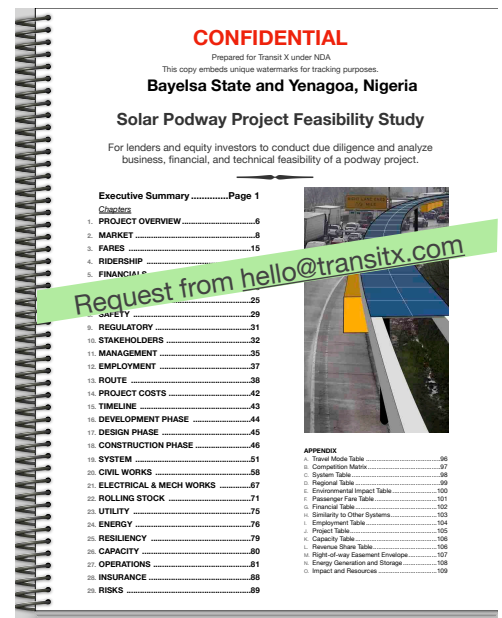 CONFIDENTIAL
Prepared for Transit X under NDA
This copy embeds unique watermarks for tracking purposes.
Bayelsa State and Yenagoa, Nigeria
Solar Podway Project Feasibility Study
For lenders and equity investors to conduct due diligence and analyze
business, financial, and technical feasibility of a podway project.
Executive Summary ..............Page 1
Chapters
1. PROJECT OVERVIEW ...................................6
2. MARKET .........................................................8
3. FARES ..........................................................15
4. RIDERSHIP
5. FINANCIALS
Request from hello@transitx.com
25
SAFETY ........................................................29
9. REGULATORY ..............................................31
10. STAKEHOLDERS .........................................32
11. MANAGEMENT ............................................35
12. EMPLOYMENT .............................................37
13. ROUTE .........................................................38
14. PROJECT COSTS ........................................42
15. TIMELINE .....................................................43
16. DEVELOPMENT PHASE ..............................44
17. DESIGN PHASE ...........................................45
18. CONSTRUCTION PHASE ............................46
19. SYSTEM .......................................................51
20. CIVIL WORKS ..............................................58
21. ELECTRICAL & MECH WORKS ..................67
22. ROLLING STOCK .........................................71
23. UTILITY ........................................................75
24. ENERGY .......................................................76
25. RESILIENCY .................................................79
26. CAPACITY ....................................................80
27. OPERATIONS ...............................................81
28. INSURANCE .................................................88
29. RISKS ...........................................................89
APPENDIX
A. Travel Mode Table ........................................96
B. Competition Matrix .......................................97
C. System Table ................................................98
D. Regional Table ..............................................99
E. Environmental Impact Table ........................100
F. Passenger Fare Table ..................................101
G. Financial Table ............................................102
H. Similarity to Other Systems .........................103
I. Employment Table .......................................104
J. Project Table ...............................................105
K. Capacity Table ............................................106
L. Revenue Share Table ...................................106
M. Right-of-way Easement Envelope ...............107
N. Energy Generation and Storage ..................108
O. Impact and Resources ................................109